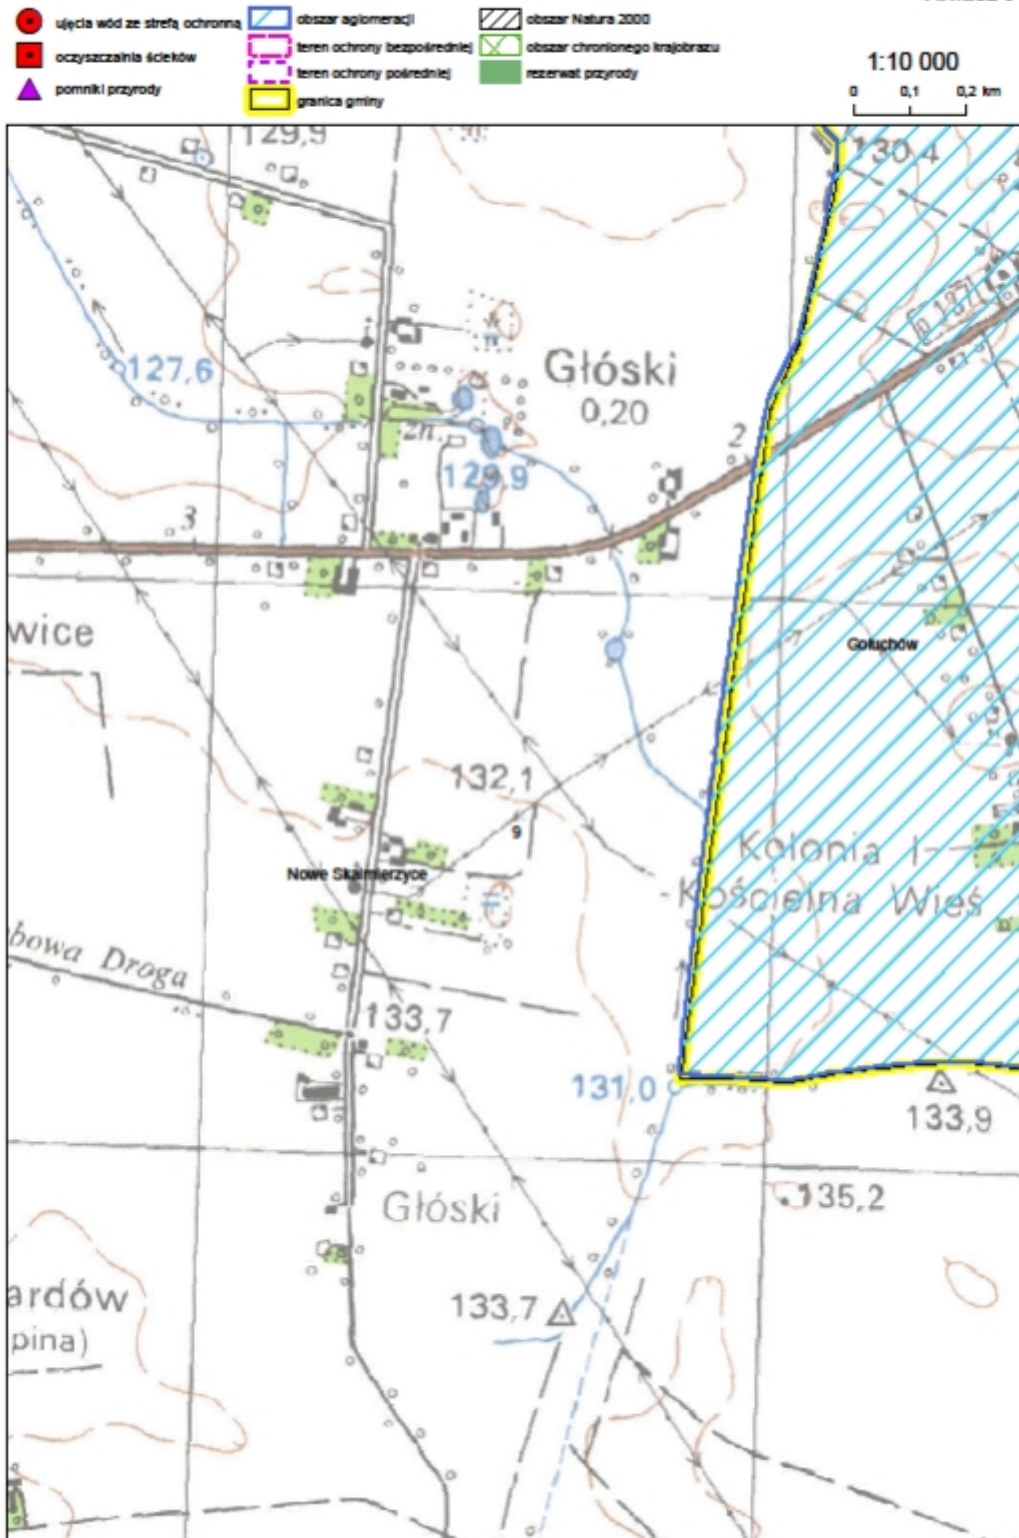 ujęcia wód ze strefą ochronną
oczyszczalnia ścieków
pomniki przyrody
obszar aglomeracji
teren ochrony bezpośredniej
teren ochrony pośredniej
granica gminy
obszar Natura 2000
obszar chronionego krajobrazu
rezerwat przyrody
1:10 000
0 0,1 0,2 km
129,9
130,4
127,6
Głóski
0,20
zn.
2
129,9
3
wice
Gołuchów
132,1
9
Kolonia I
Kościelna Wieś
Nowe Skalmierzyce
bowa Droga
133,7
131,0
133,9
135,2
Głóski
133,7
ardów
pina)